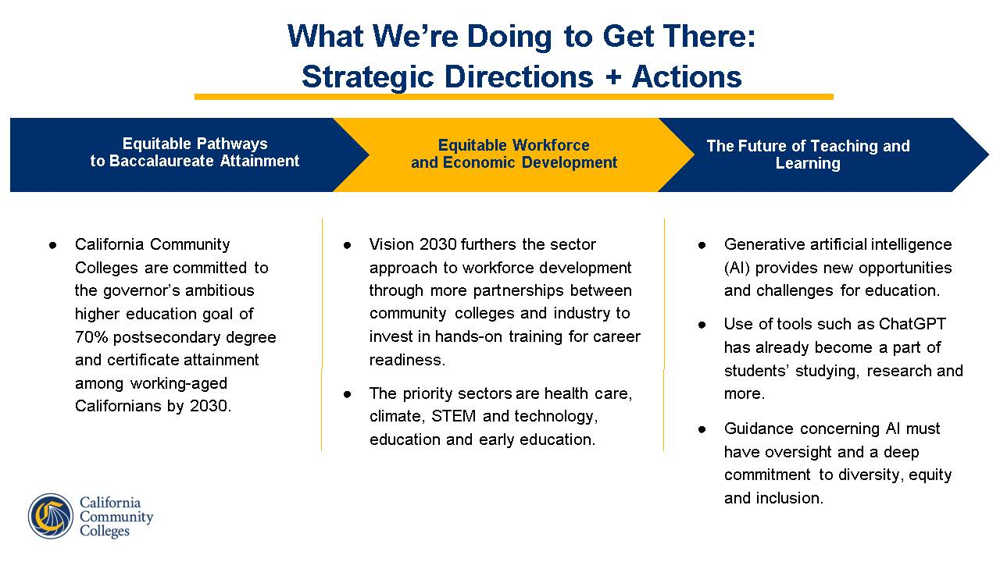 What We’re Doing to Get There:
Strategic Directions + Actions
Equitable Pathways
to Baccalaureate Attainment
Equitable Workforce
and Economic Development
The Future of Teaching and
Learning
● California Community
Colleges are committed to
the governor’s ambitious
higher education goal of
70% postsecondary degree
and certificate attainment
among working-aged
Californians by 2030.
● Vision 2030 furthers the sector
approach to workforce development
through more partnerships between
community colleges and industry to
invest in hands-on training for career
readiness.
● The priority sectors are health care,
climate, STEM and technology,
education and early education.
● Generative artificial intelligence
(AI) provides new opportunities
and challenges for education.
● Use of tools such as ChatGPT
has already become a part of
students’ studying, research and
more.
● Guidance concerning AI must
have oversight and a deep
commitment to diversity, equity
and inclusion.
California
Community
Colleges